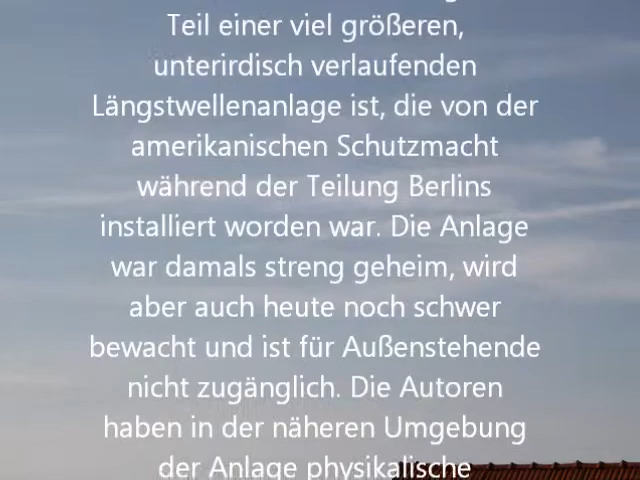 Teil einer viel größeren,
unterirdisch verlaufenden
Längstwellenanlage ist, die von der
amerikanischen Schutzmacht
während der Teilung Berlins
installiert worden war. Die Anlage
war damals streng geheim, wird
aber auch heute noch schwer
bewacht und ist für Außenstehende
nicht zugänglich. Die Autoren
haben in der näheren Umgebung
der Anlage physikalische